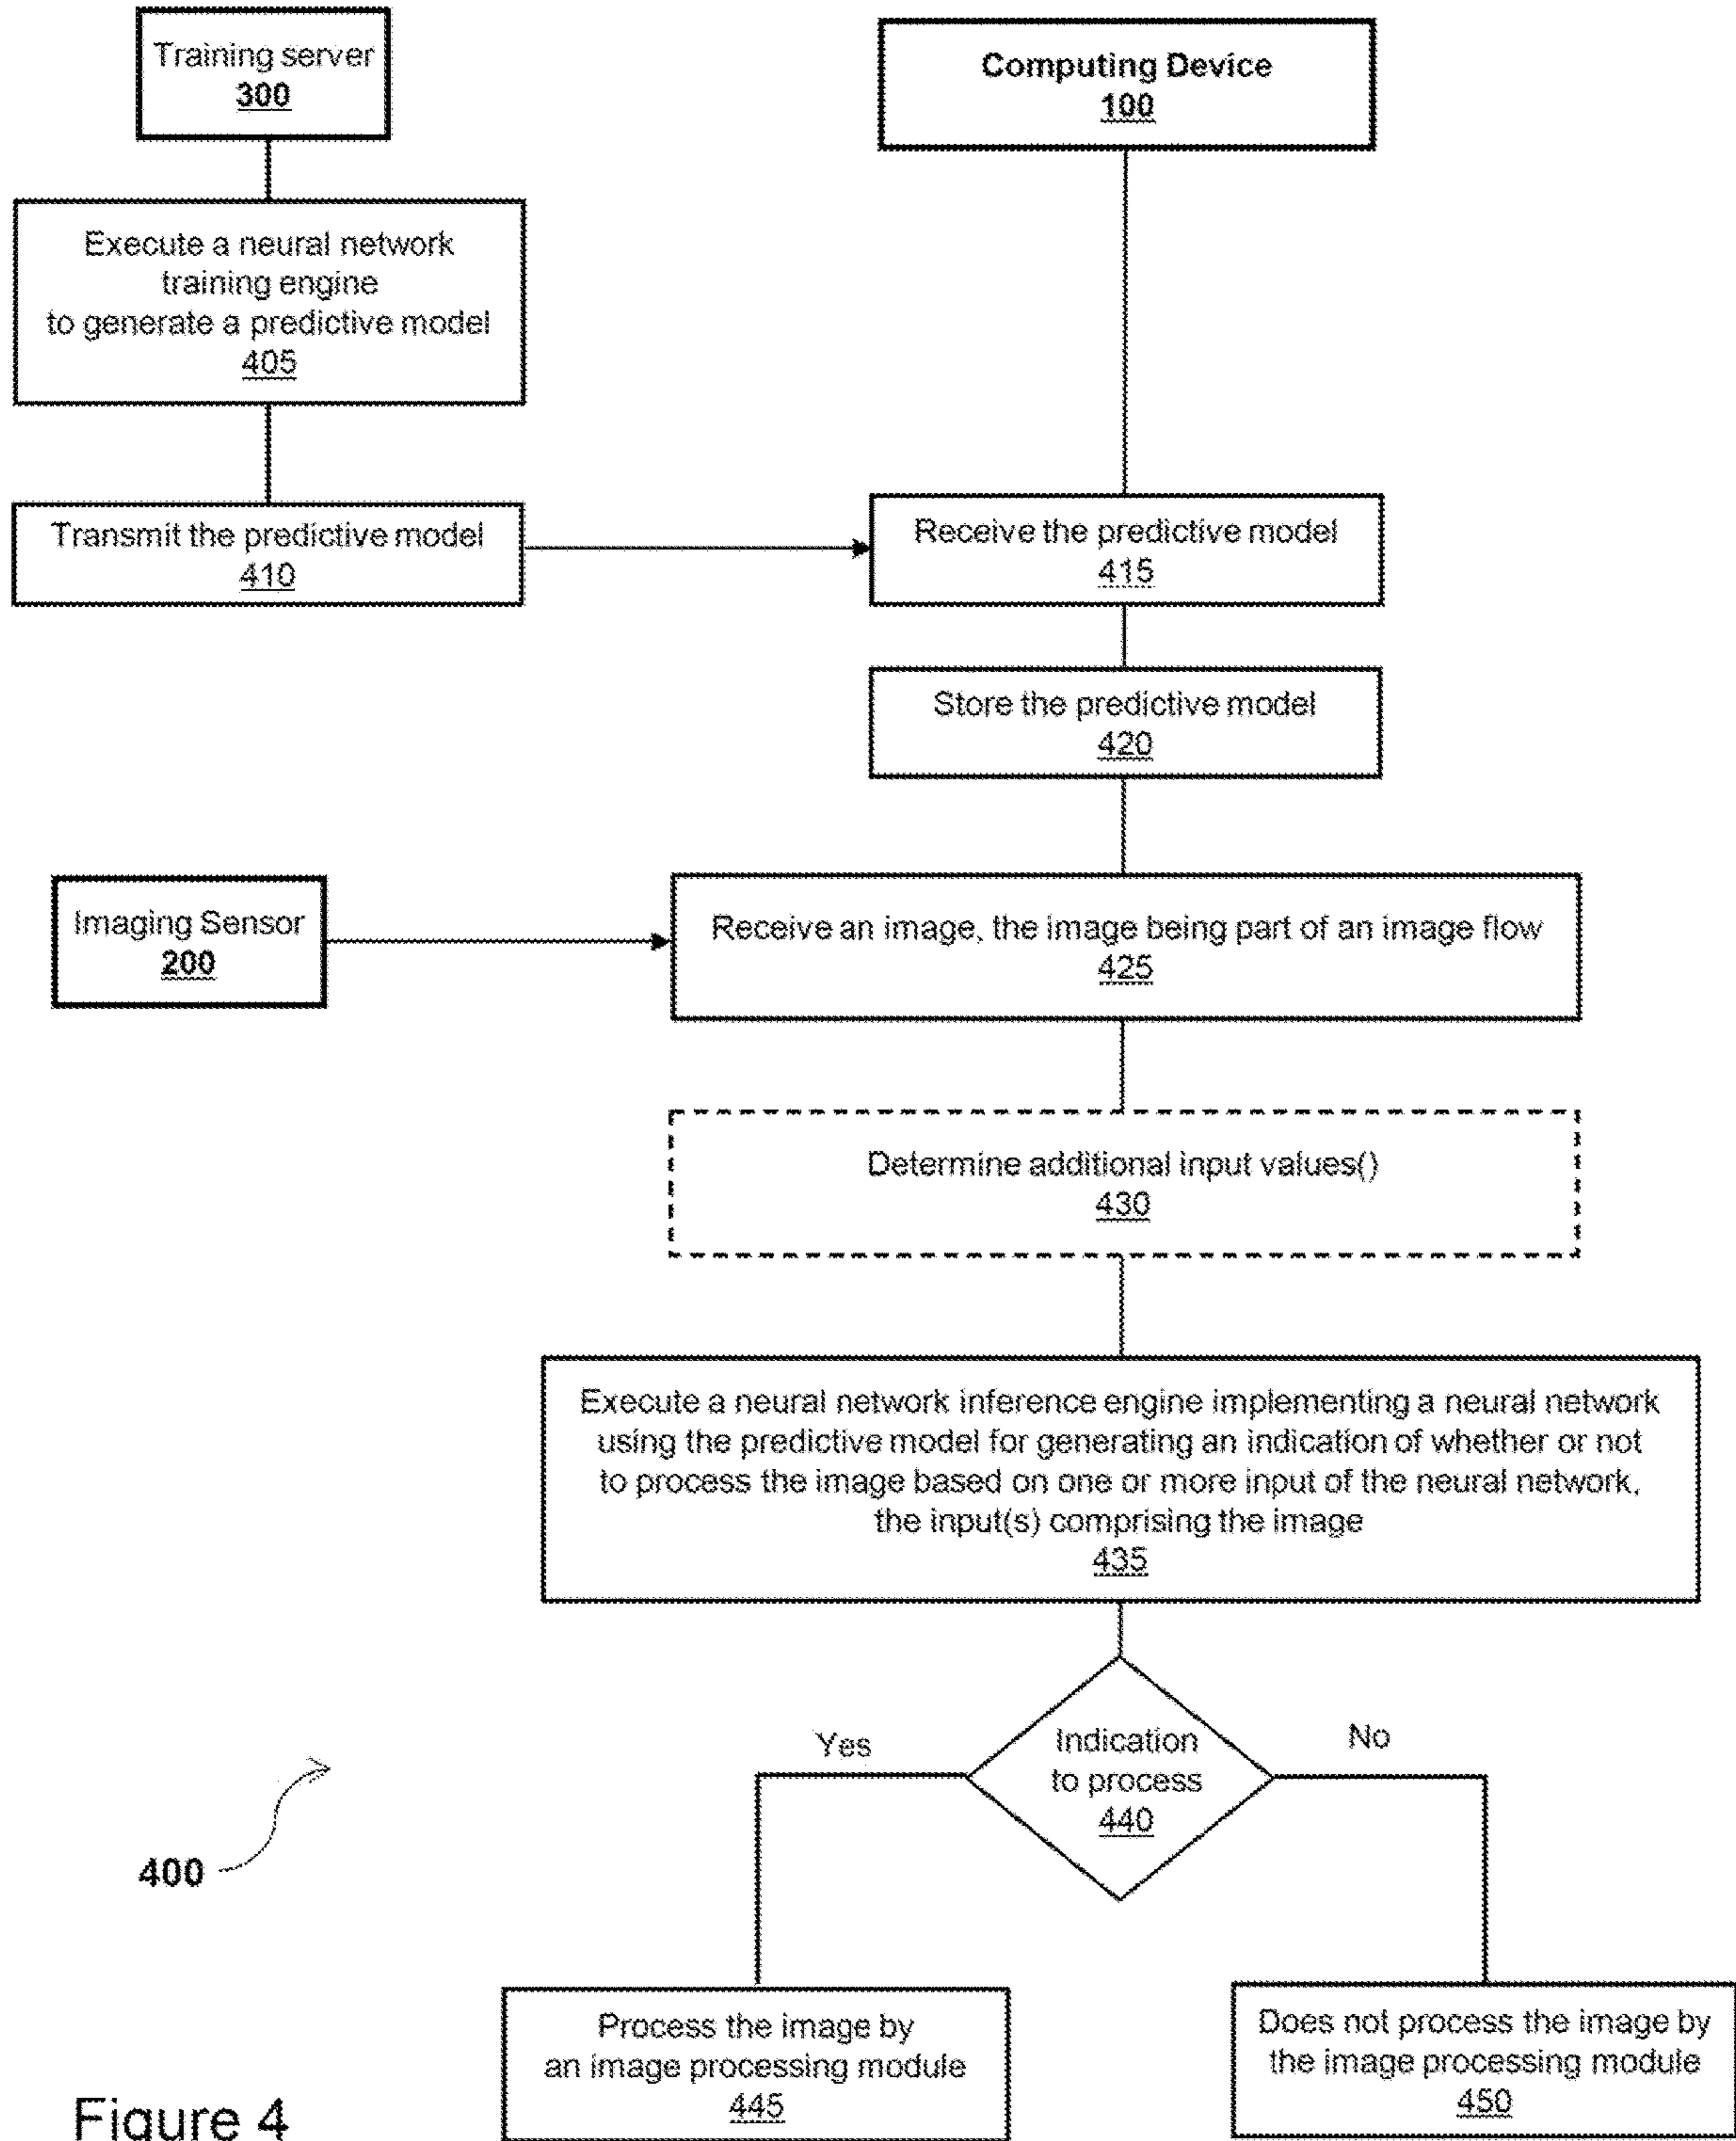 Training server
300
Computing Device
100
Execute a neural network
training engine
to generate a predictive model
405
Transmit the predictive model
410
Receive the predictive model
415
Store the predictive model
420
Imaging Sensor
200
Receive an image, the image being part of an image flow
425
Determine additional input values()
430
Execute a neural network inference engine implementing a neural network
using the predictive model for generating an indication of whether or not
to process the image based on one or more input of the neural network,
the input(s) comprising the image
435
Indication
to process
440
Yes
No
400
Process the image by
an image processing module
445
Does not process the image by
the image processing module
450
Figure 4